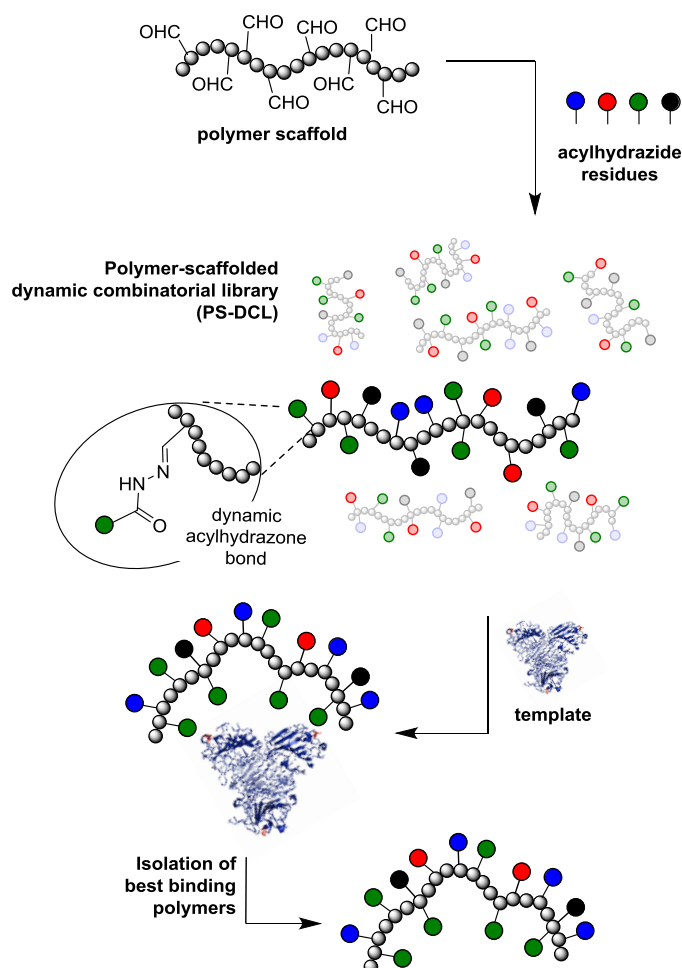 OHC
CHO
CHO
CHO
OHC
CHO
OHC
CHO
polymer scaffold
acylhydrazide
residues
Polymer-scaffolded
dynamic combinatorial library
(PS-DCL)
N
HN
O
dynamic
acylhydrazone
bond
template
Isolation of
best binding
polymers